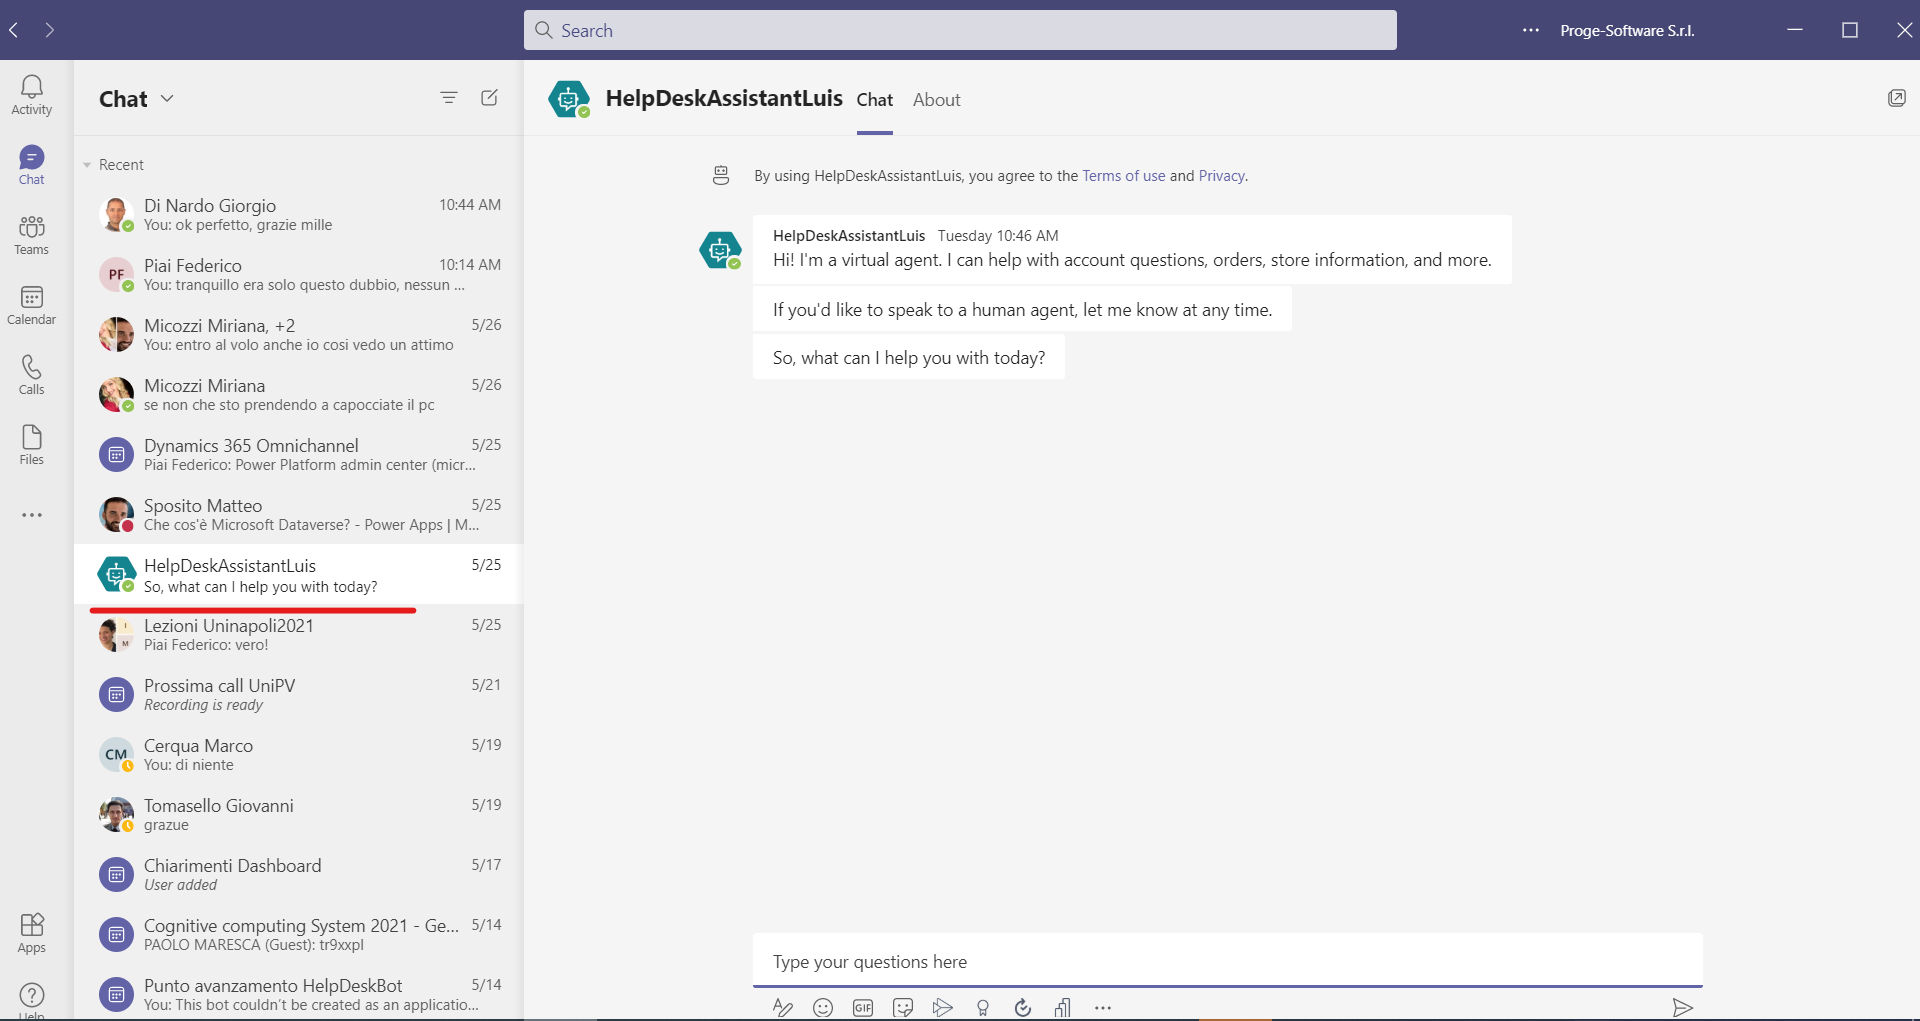 Search
Proge-Software S.r.l.
Activity
Chat
Teams
Calendar
Calls
Files
Apps
Help
Chat
Recent
Di Nardo Giorgio 10:44 AM
You: ok perfetto, grazie mille
PF
Piai Federico 10:14 AM
You: tranquillo era solo questo dubbio, nessun ...
Micozzi Miriana, +2 5/26
You: entro al volo anche io cosi vedo un attimo
Micozzi Miriana 5/26
se non che sto prendendo a capocciate il pc
Dynamics 365 Omnichannel 5/25
Piai Federico: Power Platform admin center (micr...
Sposito Matteo 5/25
Che cos'è Microsoft Dataverse? - Power Apps | M...
HelpDeskAssistantLuis 5/25
So, what can I help you with today?
I
M
Lezioni Uninapoli2021 5/25
Piai Federico: vero!
Prossima call UniPV 5/21
Recording is ready
CM
Cerqua Marco 5/19
You: di niente
Tomasello Giovanni 5/19
grazue
Chiarimenti Dashboard 5/17
User added
Cognitive computing System 2021 - Ge... 5/14
PAOLO MARESCA (Guest): tr9xxpl
Punto avanzamento HelpDeskBot 5/14
You: This bot couldn't be created as an applicatio...
HelpDeskAssistantLuis Chat About
By using HelpDeskAssistantLuis, you agree to the Terms of use and Privacy.
HelpDeskAssistantLuis Tuesday 10:46 AM
Hi! I'm a virtual agent. I can help with account questions, orders, store information, and more.
If you'd like to speak to a human agent, let me know at any time.
So, what can I help you with today?
Type your questions here
GIF